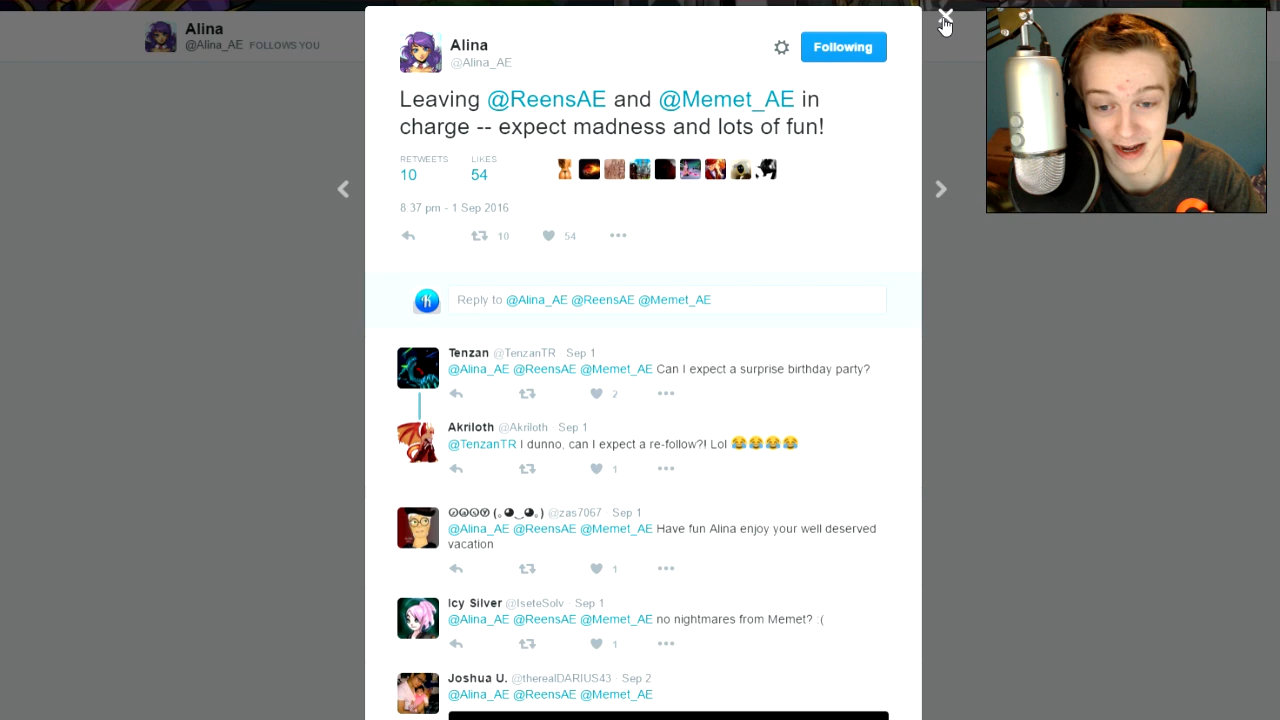 Alina
@Alina_AE FOLLOWS YOU
Alina
@Alina_AE
Following
Leaving @ReensAE and @Memet_AE in
charge -- expect madness and lots of fun!
RETWEETS LIKES
10 54
8:37 pm - 1 Sep 2016
10 54
Reply to @Alina_AE @ReensAE @Memet_AE
Tenzan @TenzanTR · Sep 1
@Alina_AE @ReensAE @Memet_AE Can I expect a surprise birthday party?
2
Akriloth @Akriloth · Sep 1
@TenzanTR I dunno, can I expect a re-follow?! Lol 😂😂😂😂
1
@zas7067 · Sep 1
@Alina_AE @ReensAE @Memet_AE Have fun Alina enjoy your well deserved
vacation
1
Icy Silver @IseteSolv · Sep 1
@Alina_AE @ReensAE @Memet_AE no nightmares from Memet? :(
1
Joshua U. @therealDARIUS43 · Sep 2
@Alina_AE @ReensAE @Memet_AE